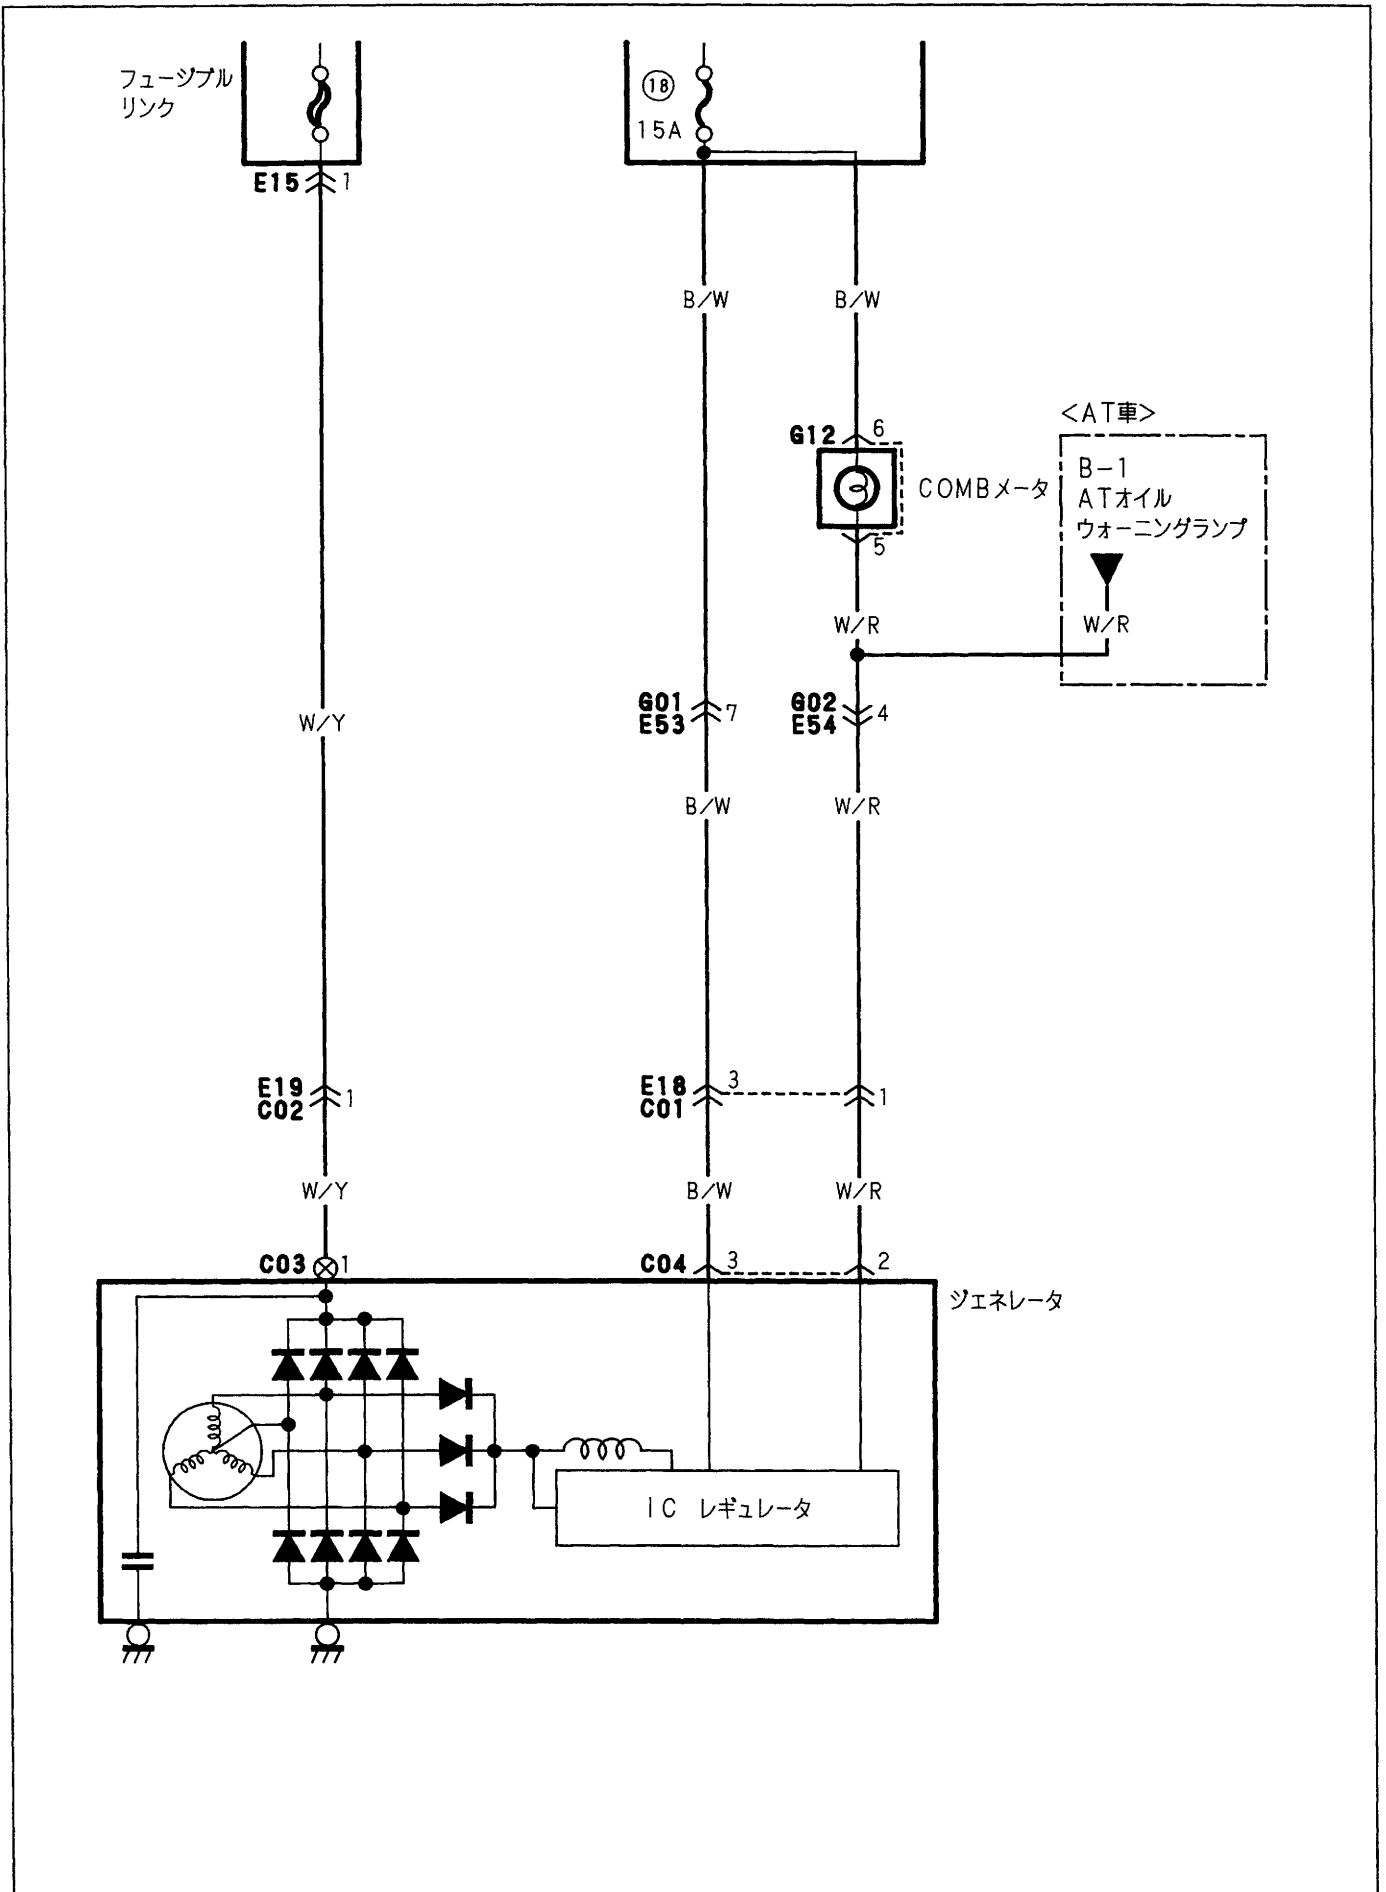 フュージブル
リンク
18
15A
E15
1
B/W
B/W
<AT車>
G12
6
B-1
ATオイル
ウォーニングランプ
COMBメータ
5
W/R
W/R
G01
E53
7
G02
E54
4
W/Y
B/W
W/R
E19
C02
1
E18
C01
3
1
W/Y
B/W
W/R
C03
1
C04
3
2
ジェネレータ
IC レギュレータ